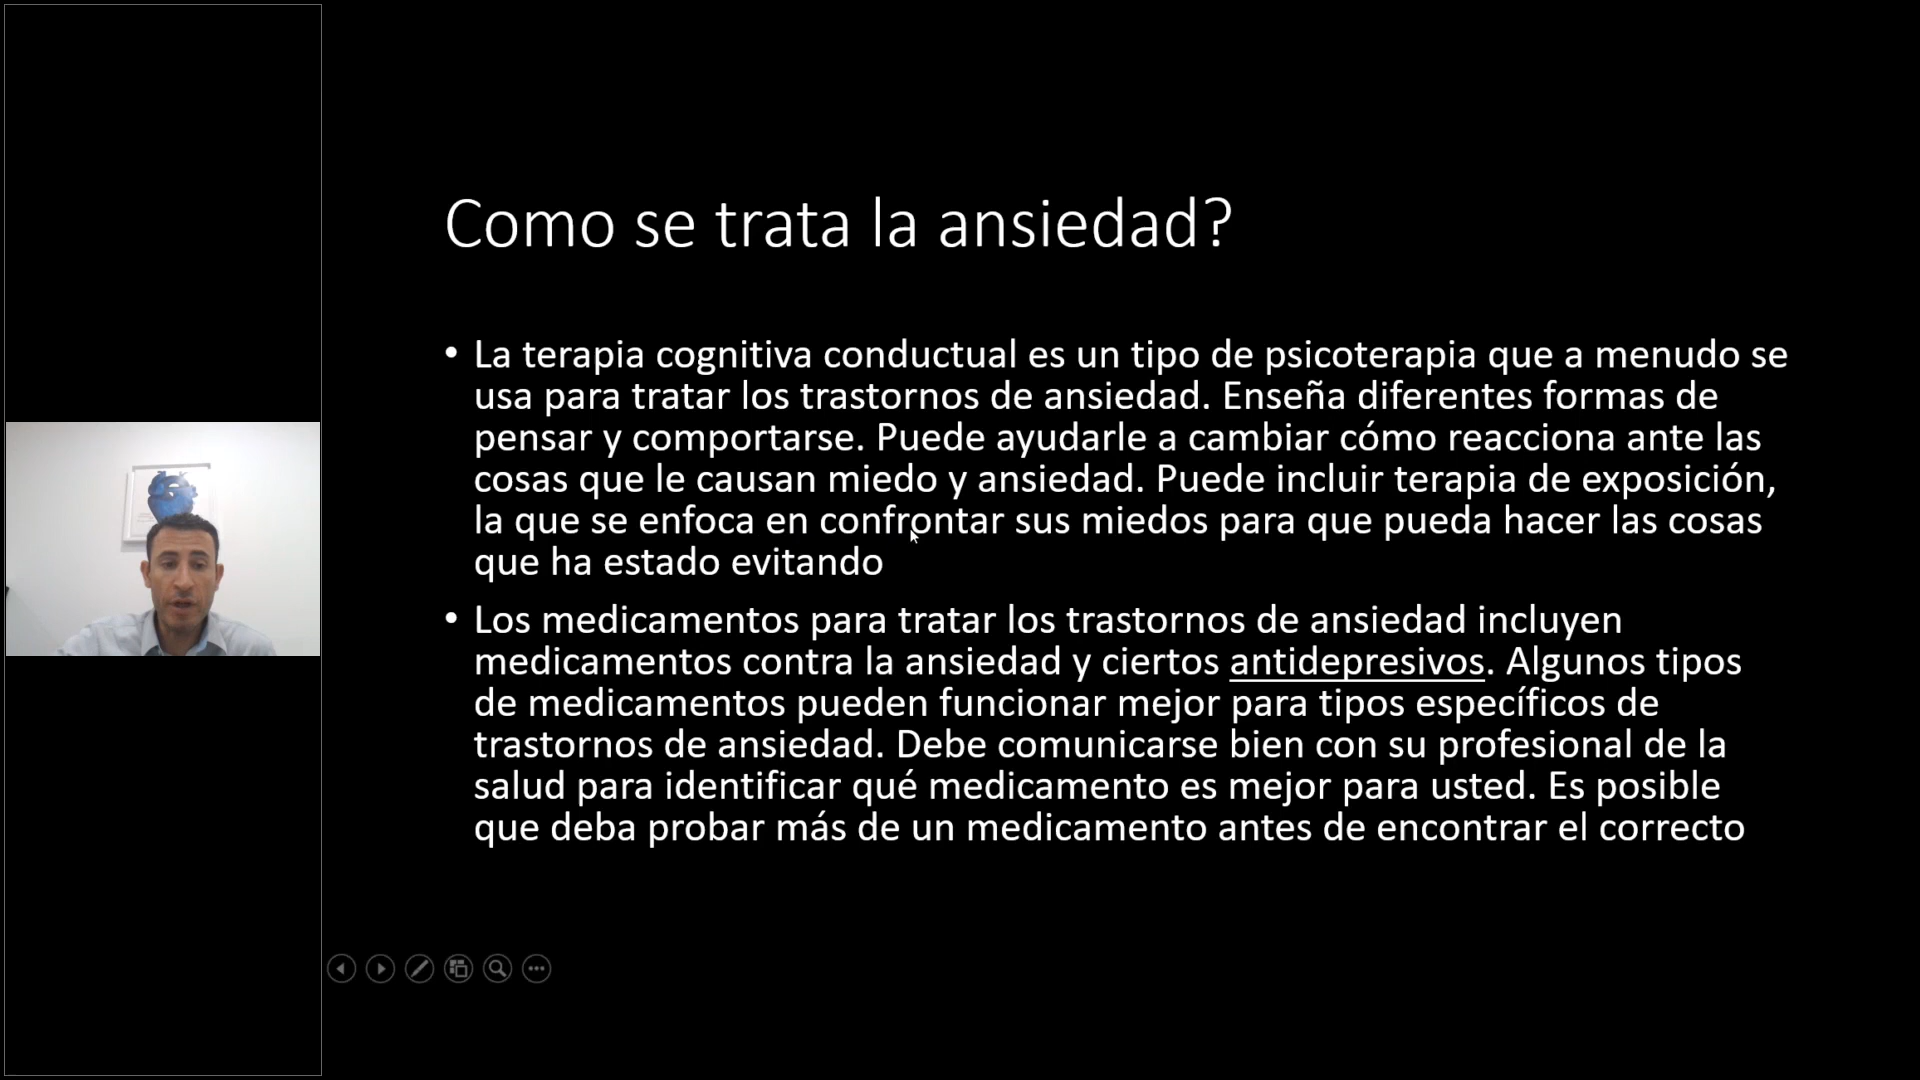 Como se trata la ansiedad?
• La terapia cognitiva conductual es un tipo de psicoterapia que a menudo se
usa para tratar los trastornos de ansiedad. Enseña diferentes formas de
pensar y comportarse. Puede ayudarle a cambiar cómo reacciona ante las
cosas que le causan miedo y ansiedad. Puede incluir terapia de exposición,
la que se enfoca en confrontar sus miedos para que pueda hacer las cosas
que ha estado evitando
• Los medicamentos para tratar los trastornos de ansiedad incluyen
medicamentos contra la ansiedad y ciertos antidepresivos. Algunos tipos
de medicamentos pueden funcionar mejor para tipos específicos de
trastornos de ansiedad. Debe comunicarse bien con su profesional de la
salud para identificar qué medicamento es mejor para usted. Es posible
que deba probar más de un medicamento antes de encontrar el correcto